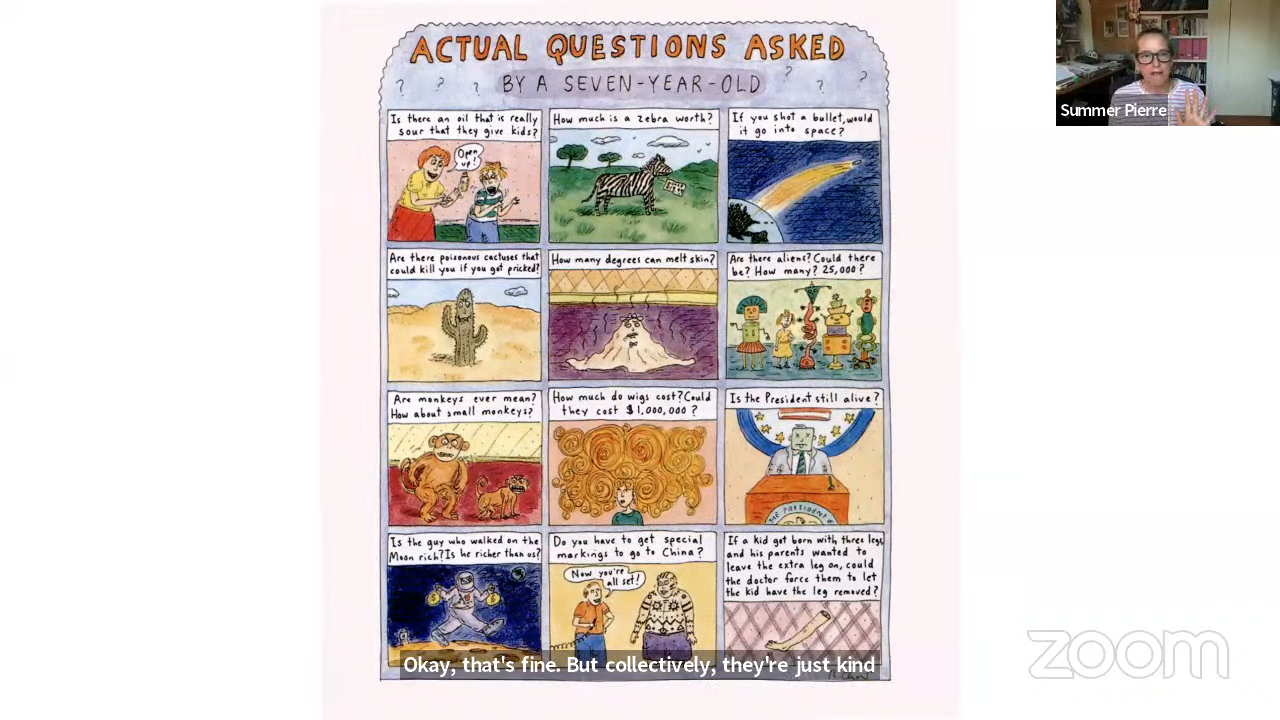 ACTUAL QUESTIONS ASKED
BY A SEVEN-YEAR-OLD
Is there an oil that is really
sour that they give kids?
Open
up!
How much is a zebra worth?
If you shot a bullet, would
it go into space?
Are there poisonous cactuses that
could kill you if you got pricked?
How many degrees can melt skin?
Are there aliens? Could there
be? How many? 25,000?
Are monkeys ever mean?
How about small monkeys?
How much do wigs cost? Could
they cost $1,000,000?
Is the President still alive?
THE PRESIDENT
Is the guy who walked on the
Moon rich? Is he richer than us?
Do you have to get special
markings to go to China?
Now you're
all set!
If a kid got born with three legs,
and his parents wanted to
leave the extra leg on, could
the doctor force them to let
the kid have the leg removed?
Okay, that's fine. But collectively, they're just kind
Summer Pierre
zoom